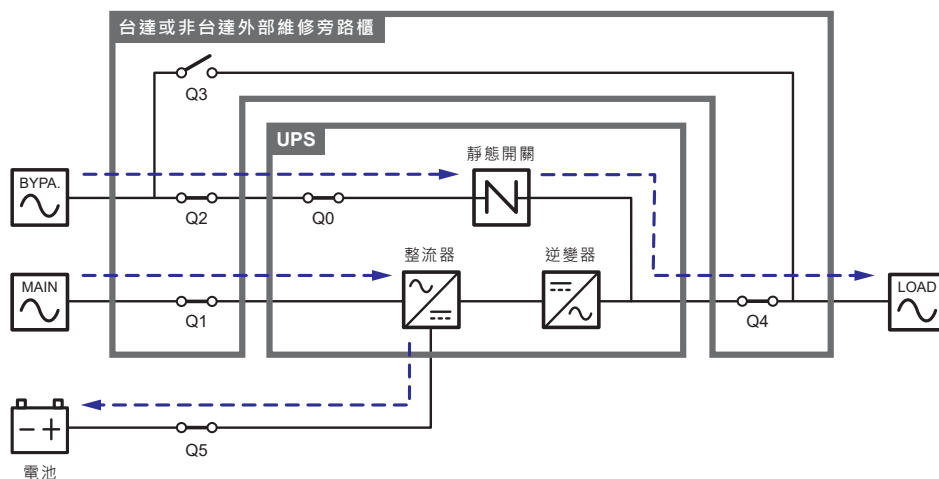 台達或非台達外部維修旁路櫃
Q3
UPS
靜態開關
BYPA.
Q2
Q0
整流器
逆變器
MAIN
Q1
Q4
LOAD
Q5
電池